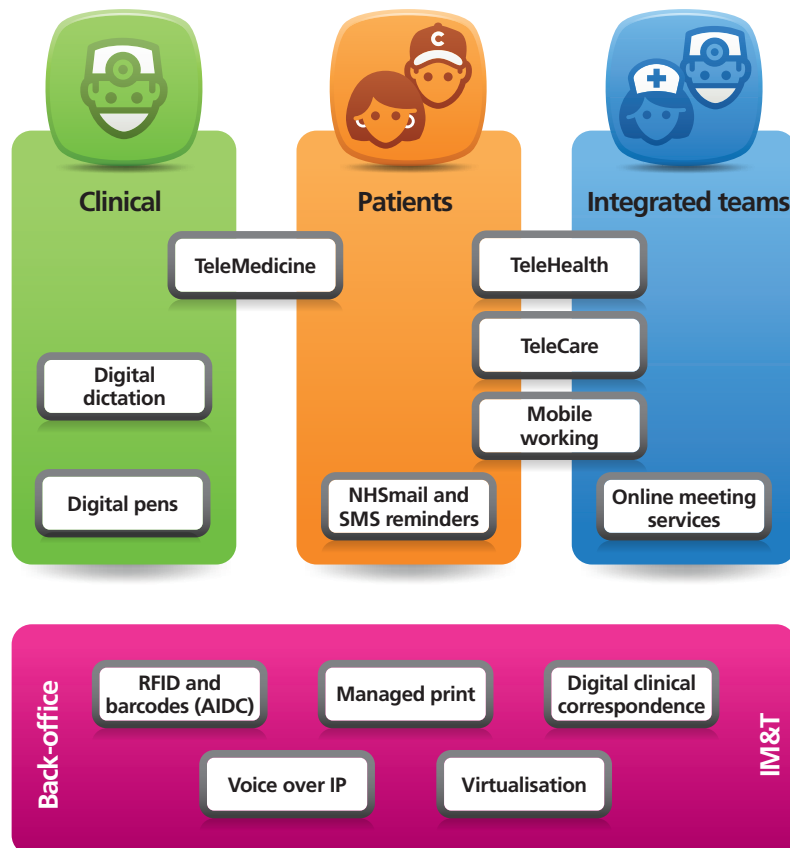 C
Clinical
Patients
Integrated teams
TeleMedicine
TeleHealth
TeleCare
Digital
dictation
Mobile
working
Digital pens
NHSmail and
SMS reminders
Online meeting
services
Back-office
RFID and
barcodes (AIDC)
Managed print
Digital clinical
correspondence
Voice over IP
Virtualisation
IM&T